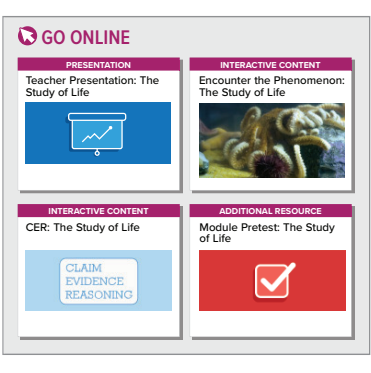 GO ONLINE
PRESENTATION
Teacher Presentation: The
Study of Life
INTERACTIVE CONTENT
Encounter the Phenomenon:
The Study of Life
INTERACTIVE CONTENT
CER: The Study of Life
CLAIM
EVIDENCE
REASONING
ADDITIONAL RESOURCE
Module Pretest: The Study
of Life